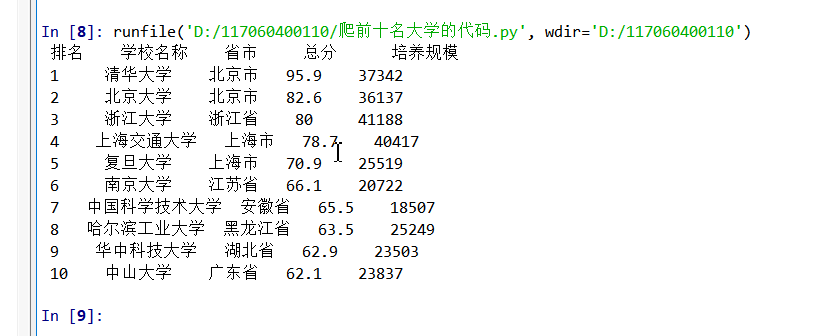 In [8]: runfile('D:/117060400110/爬前十名大学的代码.py', wdir='D:/117060400110')
排名 学校名称 省市 总分 培养规模
1 清华大学 北京市 95.9 37342
2 北京大学 北京市 82.6 36137
3 浙江大学 浙江省 80 41188
4 上海交通大学 上海市 78.7 40417
5 复旦大学 上海市 70.9 25519
6 南京大学 江苏省 66.1 20722
7 中国科学技术大学 安徽省 65.5 18507
8 哈尔滨工业大学 黑龙江省 63.5 25249
9 华中科技大学 湖北省 62.9 23503
10 中山大学 广东省 62.1 23837
In [9]: